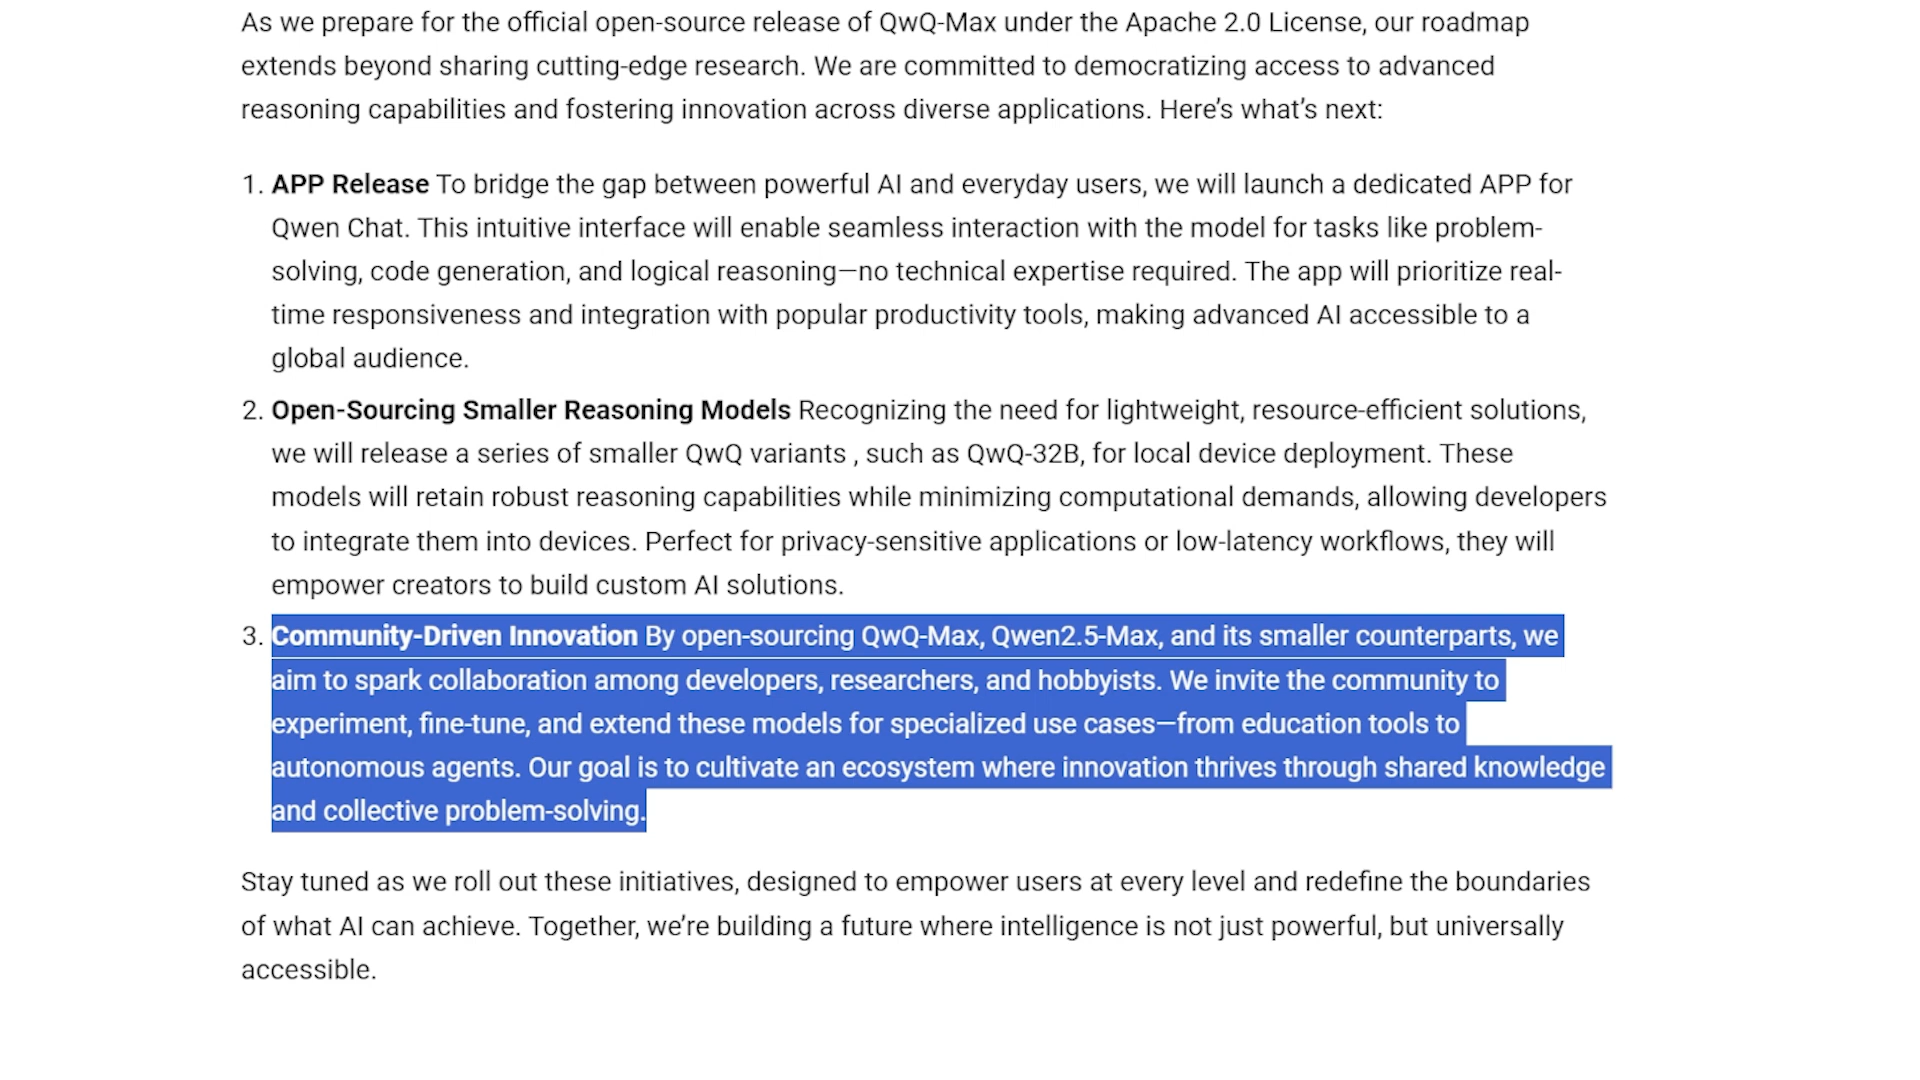 As we prepare for the official open-source release of QwQ-Max under the Apache 2.0 License, our roadmap
extends beyond sharing cutting-edge research. We are committed to democratizing access to advanced
reasoning capabilities and fostering innovation across diverse applications. Here’s what’s next:
1. APP Release To bridge the gap between powerful AI and everyday users, we will launch a dedicated APP for
Qwen Chat. This intuitive interface will enable seamless interaction with the model for tasks like problem-
solving, code generation, and logical reasoning—no technical expertise required. The app will prioritize real-
time responsiveness and integration with popular productivity tools, making advanced AI accessible to a
global audience.
2. Open-Sourcing Smaller Reasoning Models Recognizing the need for lightweight, resource-efficient solutions,
we will release a series of smaller QwQ variants , such as QwQ-32B, for local device deployment. These
models will retain robust reasoning capabilities while minimizing computational demands, allowing developers
to integrate them into devices. Perfect for privacy-sensitive applications or low-latency workflows, they will
empower creators to build custom AI solutions.
3. Community-Driven Innovation By open-sourcing QwQ-Max, Qwen2.5-Max, and its smaller counterparts, we
aim to spark collaboration among developers, researchers, and hobbyists. We invite the community to
experiment, fine-tune, and extend these models for specialized use cases—from education tools to
autonomous agents. Our goal is to cultivate an ecosystem where innovation thrives through shared knowledge
and collective problem-solving.
Stay tuned as we roll out these initiatives, designed to empower users at every level and redefine the boundaries
of what AI can achieve. Together, we’re building a future where intelligence is not just powerful, but universally
accessible.